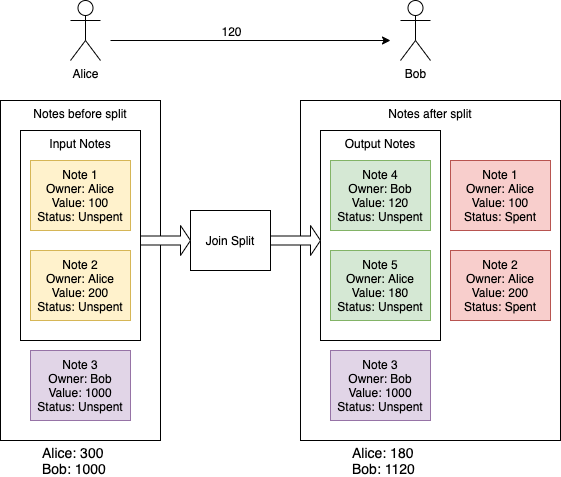 120
Alice
Bob
Notes before split
Input Notes
Note 1
Owner: Alice
Value: 100
Status: Unspent
Note 2
Owner: Alice
Value: 200
Status: Unspent
Note 3
Owner: Bob
Value: 1000
Status: Unspent
Alice: 300
Bob: 1000
Join Split
Notes after split
Output Notes
Note 4
Owner: Bob
Value: 120
Status: Unspent
Note 5
Owner: Alice
Value: 180
Status: Unspent
Note 1
Owner: Alice
Value: 100
Status: Spent
Note 2
Owner: Alice
Value: 200
Status: Spent
Note 3
Owner: Bob
Value: 1000
Status: Unspent
Alice: 180
Bob: 1120